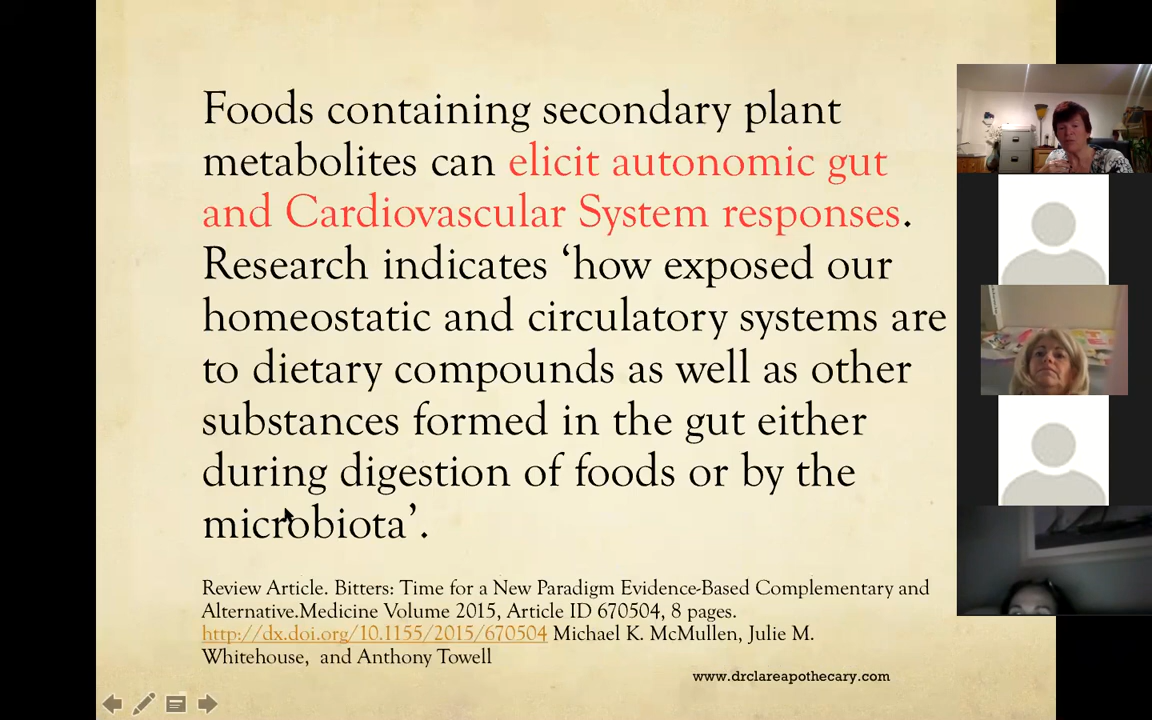 Foods containing secondary plant
metabolites can elicit autonomic gut
and Cardiovascular System responses.
Research indicates ‘how exposed our
homeostatic and circulatory systems are
to dietary compounds as well as other
substances formed in the gut either
during digestion of foods or by the
microbiota’.
Review Article. Bitters: Time for a New Paradigm Evidence-Based Complementary and
Alternative.Medicine Volume 2015, Article ID 670504, 8 pages.
http://dx.doi.org/10.1155/2015/670504 Michael K. McMullen, Julie M.
Whitehouse, and Anthony Towell
www.drclareapothecary.com